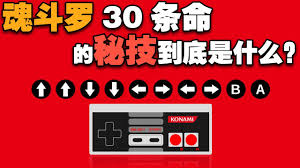 魂斗罗 30 条命
的秘技到底是什么?
↑ ↑ ↓ ↓ ← → ← → B A
KONAMI